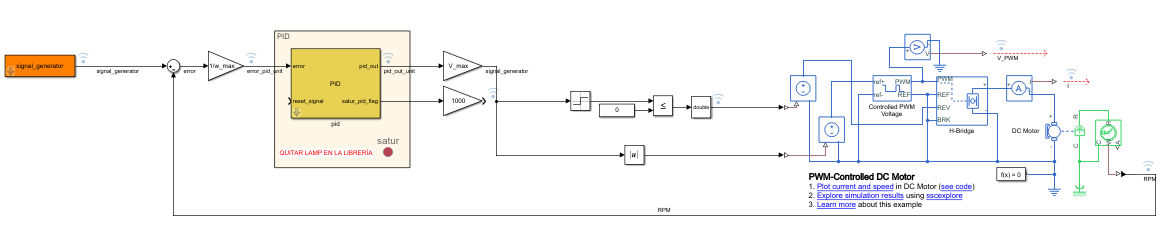 PID
signal_generator
signal_generator
error
1/w_max
error_pid_unit
error
pid_out
PID
reset_signal
satur_pid_flag
pid
satur
QUITAR LAMP EN LA LIBRERÍA
pid_out_unit
V_max
signal_generator
1000
0
≤
double
|u|
V
V_PWM
ref+
PWM
ref-
REF
Controlled PWM
Voltage
PWM
REF
REV
BRK
+
-
H-Bridge
A
i
DC Motor
+
-
R
C
f(x) = 0
RPM
RPM
PWM-Controlled DC Motor
1. Plot current and speed in DC Motor (see code)
2. Explore simulation results using sscexplore
3. Learn more about this example